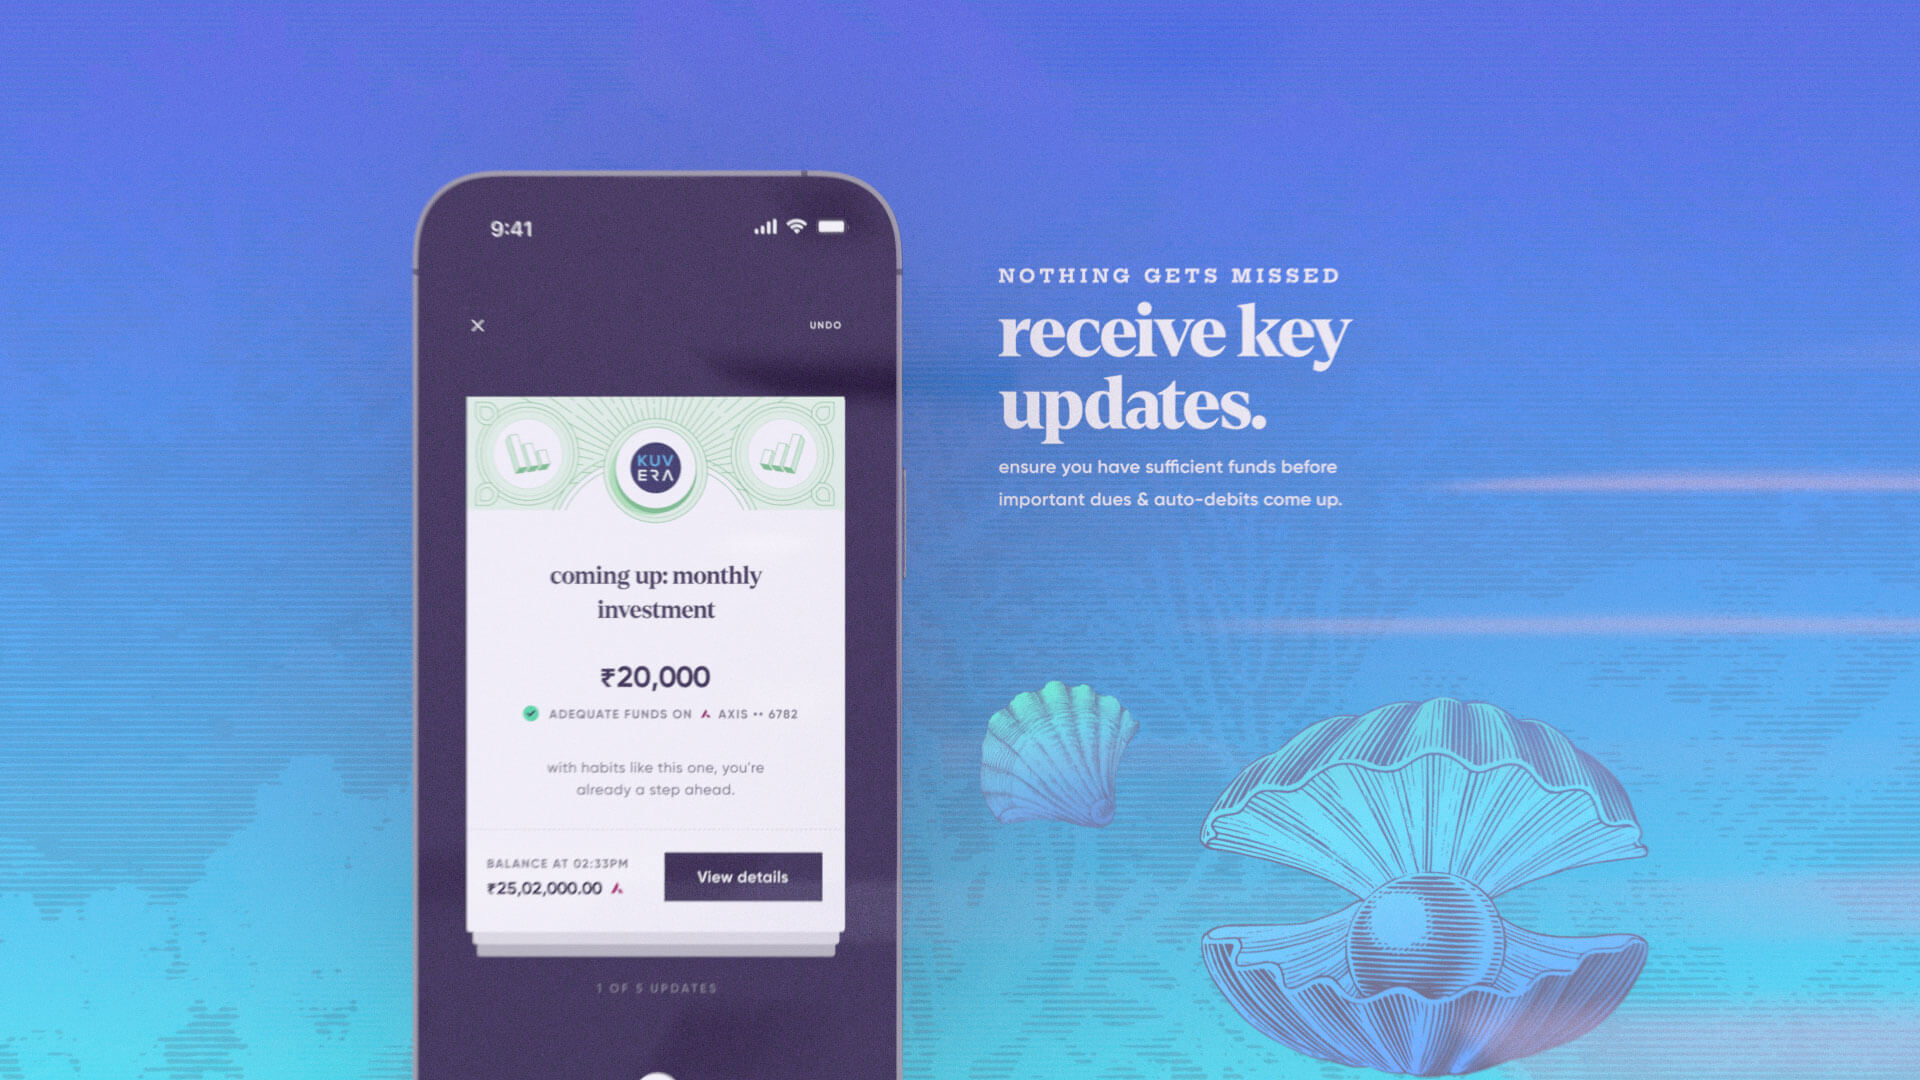 9:41
UNDO
KUV
ERA
coming up: monthly
investment
₹20,000
ADEQUATE FUNDS ON AXIS •• 6782
with habits like this one, you're
already a step ahead.
BALANCE AT 02:33PM
₹25,02,000.00
View details
1 OF 5 UPDATES
NOTHING GETS MISSED
receive key
updates.
ensure you have sufficient funds before
important dues & auto-debits come up.